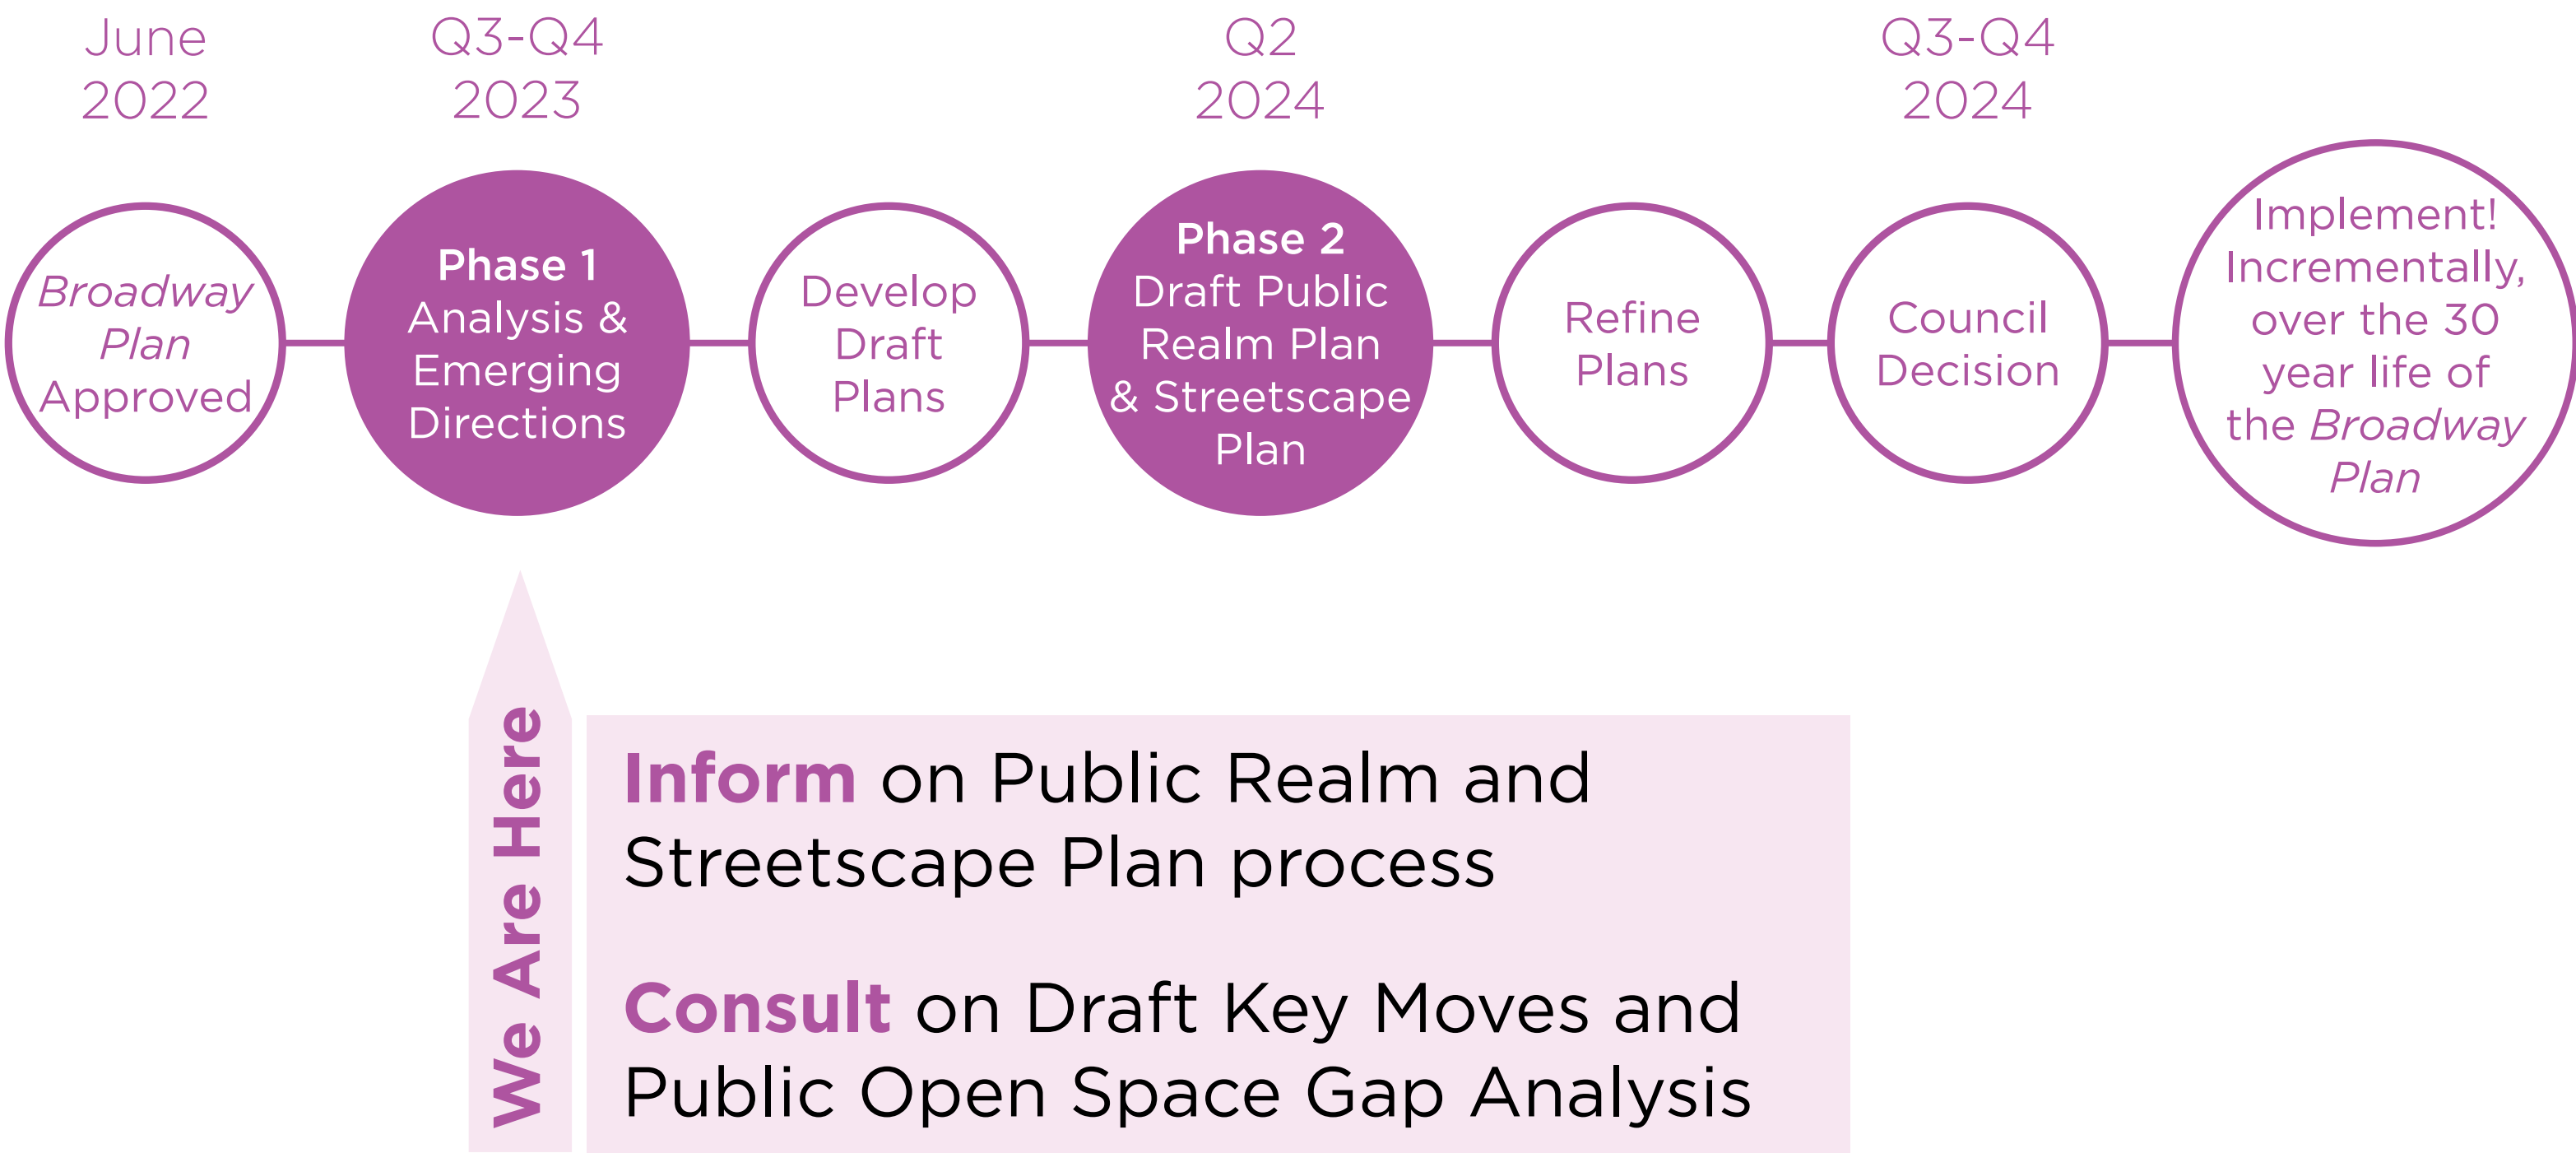 June
2022
Q3-Q4
2023
Q2
2024
Q3-Q4
2024
Broadway
Plan
Approved
Phase 1
Analysis &
Emerging
Directions
Develop
Draft
Plans
Phase 2
Draft Public
Realm Plan
& Streetscape
Plan
Refine
Plans
Council
Decision
Implement!
Incrementally,
over the 30
year life of
the Broadway
Plan
We Are Here
Inform on Public Realm and
Streetscape Plan process
Consult on Draft Key Moves and
Public Open Space Gap Analysis